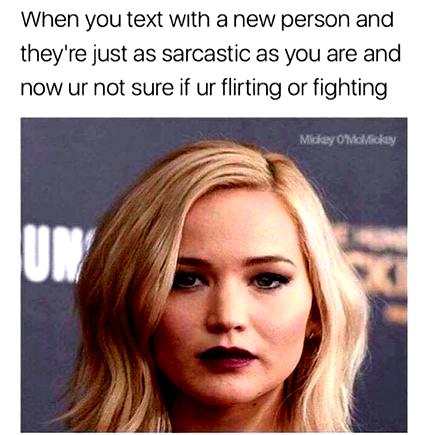 When you text with a new person and
they're just as sarcastic as you are and
now ur not sure if ur flirting or fighting
Mickey O'McMickey
UN